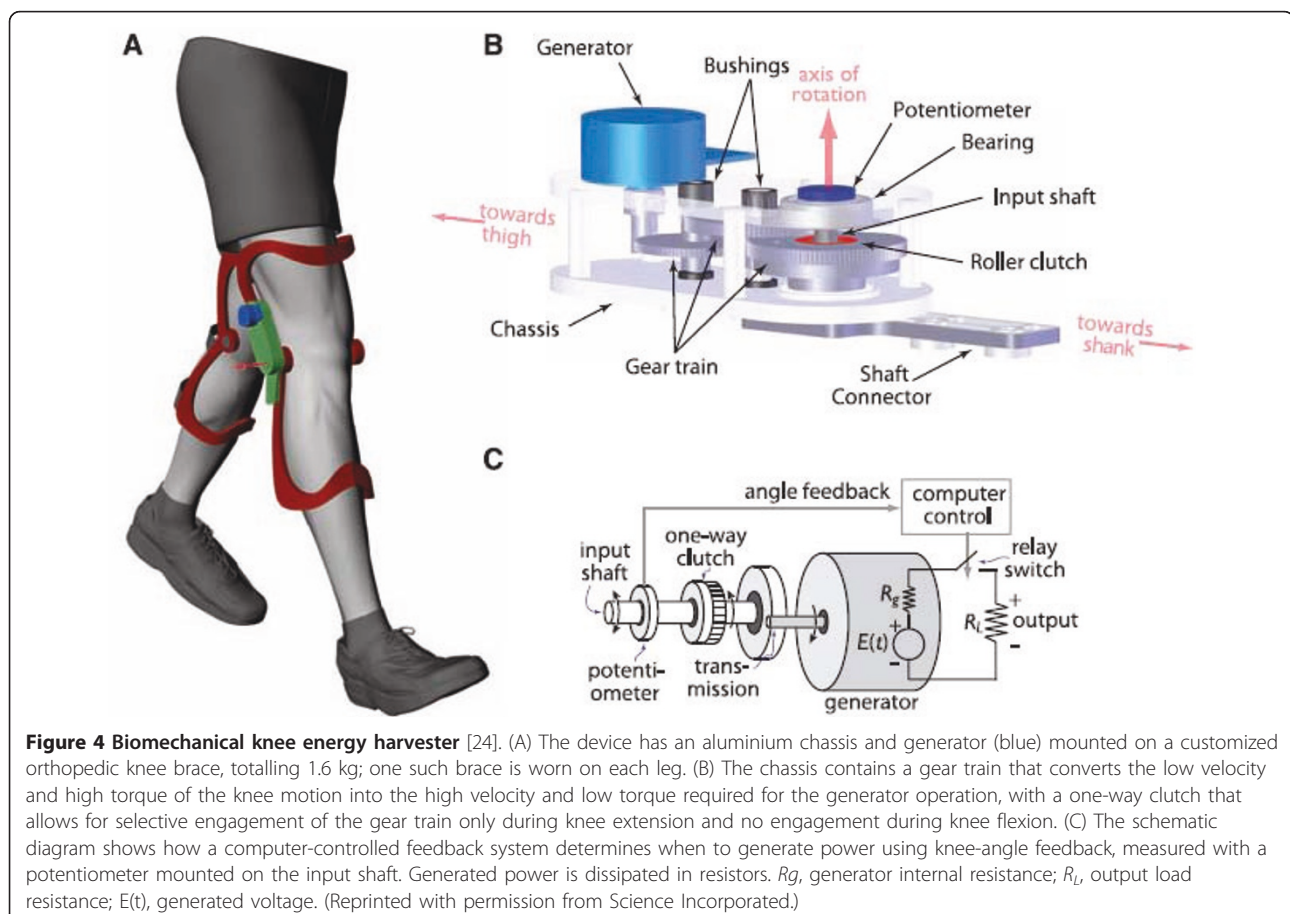 A
B
Generator
Bushings
axis of
rotation
Potentiometer
Bearing
Input shaft
Roller clutch
towards
thigh
Chassis
Gear train
towards
shank
Shaft
Connector
C
angle feedback
computer
control
one-way
clutch
input
shaft
relay
switch
Rg
+
RL
output
+
E(t)
−
−
potenti-
ometer
trans-
mission
generator
Figure 4 Biomechanical knee energy harvester [24]. (A) The device has an aluminium chassis and generator (blue) mounted on a customized
orthopedic knee brace, totalling 1.6 kg; one such brace is worn on each leg. (B) The chassis contains a gear train that converts the low velocity
and high torque of the knee motion into the high velocity and low torque required for the generator operation, with a one-way clutch that
allows for selective engagement of the gear train only during knee extension and no engagement during knee flexion. (C) The schematic
diagram shows how a computer-controlled feedback system determines when to generate power using knee-angle feedback, measured with a
potentiometer mounted on the input shaft. Generated power is dissipated in resistors. Rg, generator internal resistance; RL, output load
resistance; E(t), generated voltage. (Reprinted with permission from Science Incorporated.)